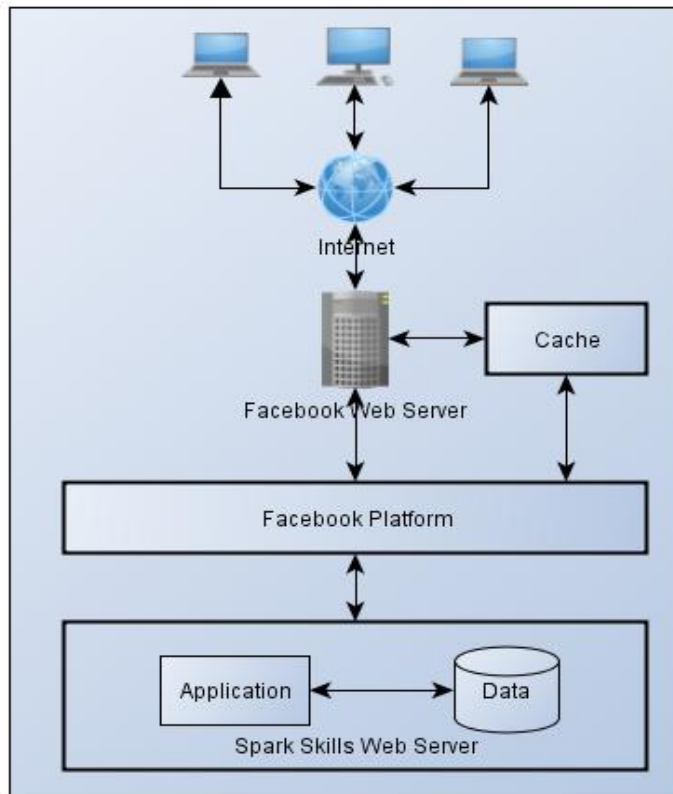 Internet
Cache
Facebook Web Server
Facebook Platform
Application
Data
Spark Skills Web Server